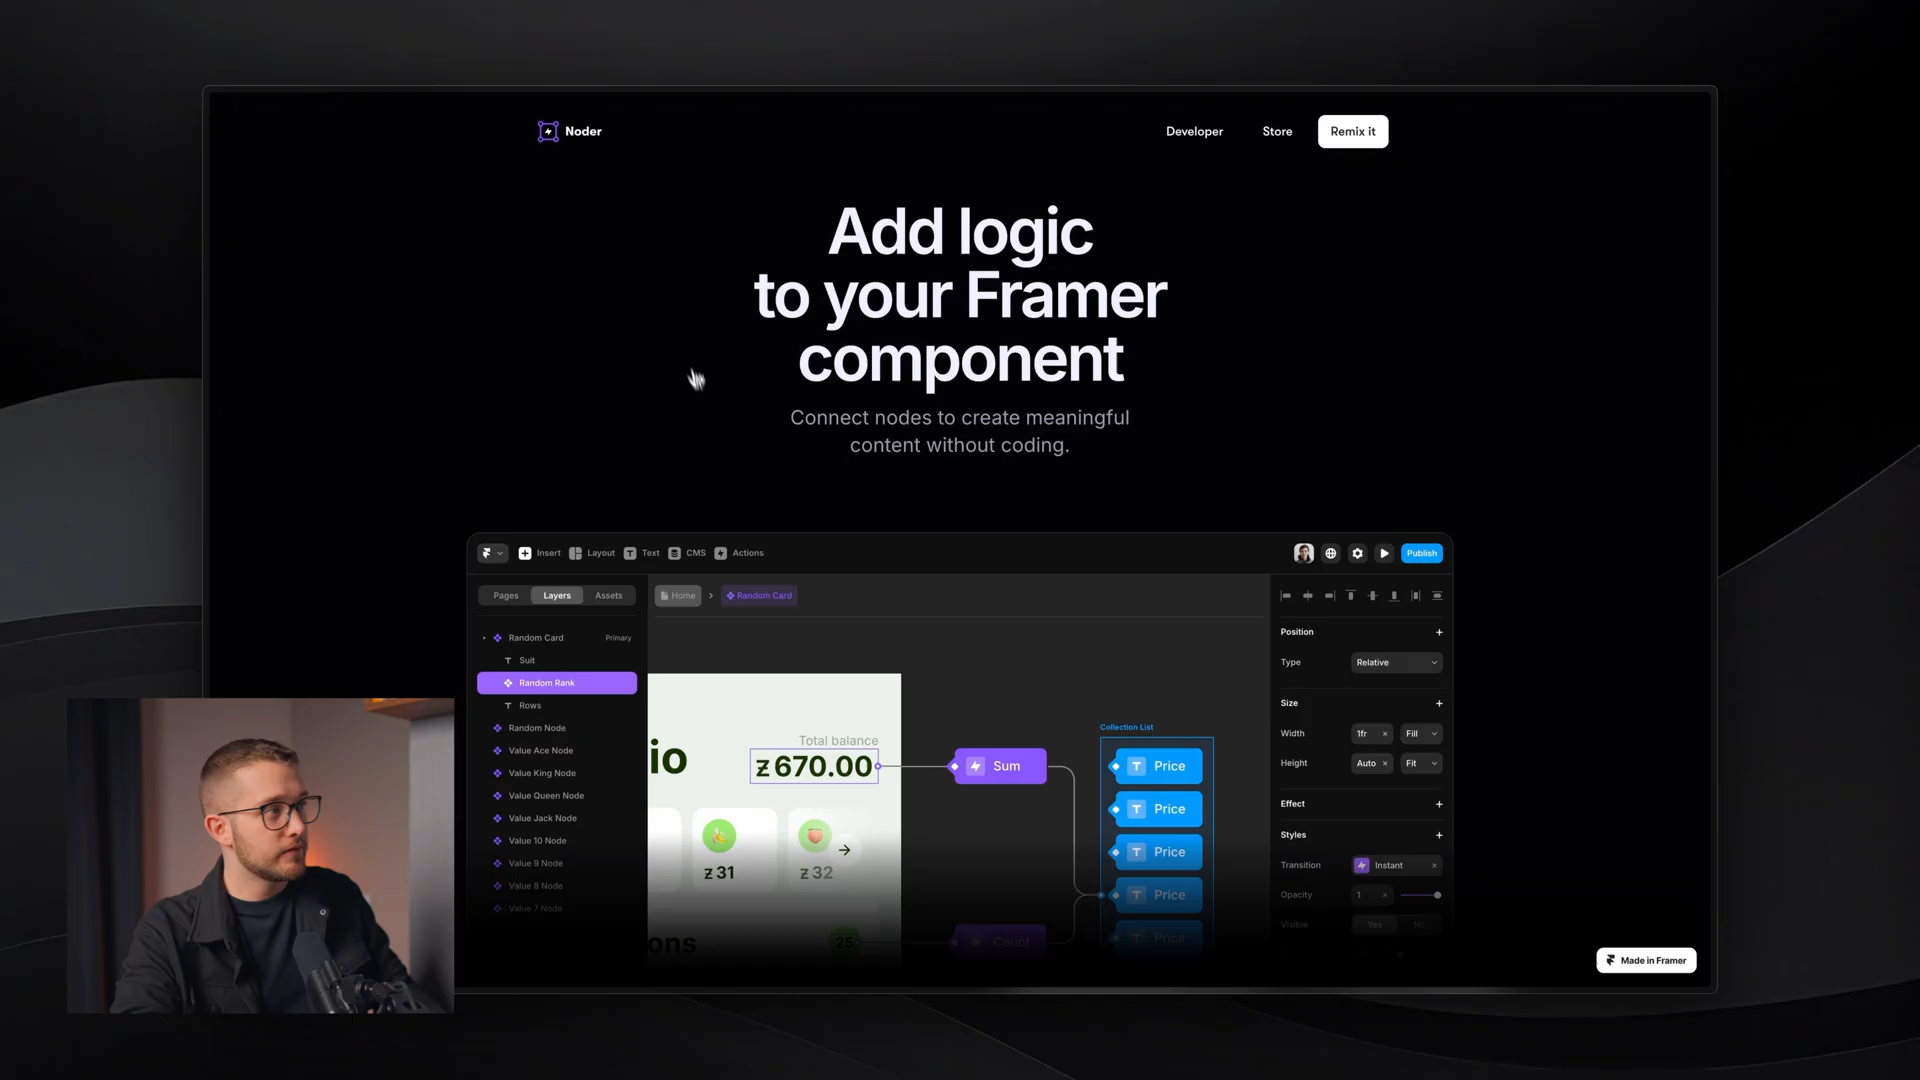 Noder
Developer
Store
Remix it
Add logic
to your Framer
component
Connect nodes to create meaningful
content without coding.
Insert
Layout
Text
CMS
Actions
Publish
Pages
Layers
Assets
Home
Random Card
Random Card
Primary
Suit
Random Rank
Rows
Random Node
Value Ace Node
Value King Node
Value Queen Node
Value Jack Node
Value 10 Node
Value 9 Node
Value 8 Node
Value 7 Node
io
Total balance
ƶ 670.00
ƶ 31
ƶ 32
ons
25
Sum
Count
Collection List
Price
Price
Price
Price
Price
Position
Type
Relative
Size
Width
1fr
Fill
Height
Auto
Fit
Effect
Styles
Transition
Instant
Opacity
1
Visible
Yes
No
Made in Framer